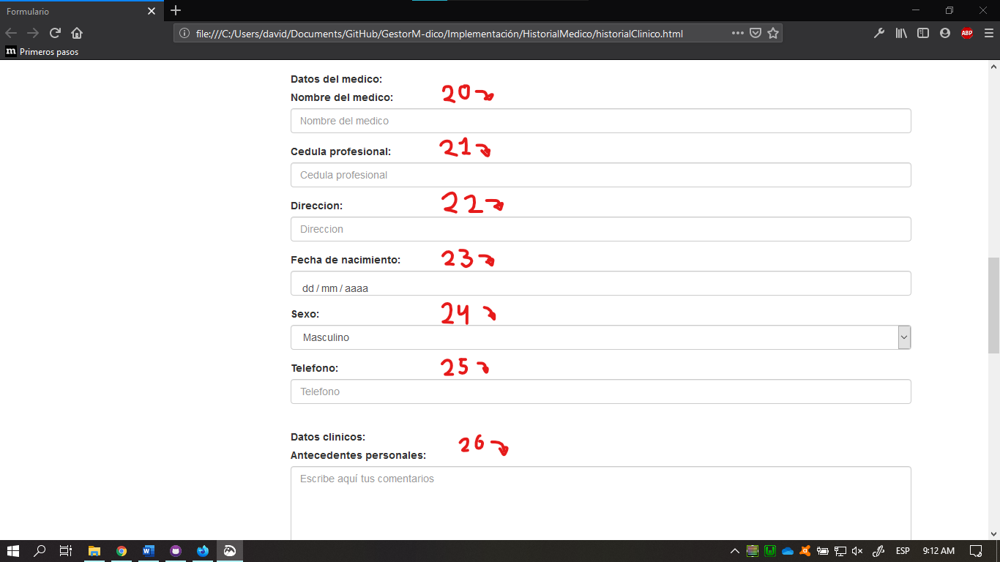 Formulario
file:///C:/Users/david/Documents/GitHub/GestorM-dico/Implementación/HistorialMedico/historialClinico.html
ABP
m Primeros pasos
Datos del medico:
Nombre del medico: 20
Nombre del medico
Cedula profesional: 21
Cedula profesional
Direccion: 22
Direccion
Fecha de nacimiento: 23
dd / mm / aaaa
Sexo: 24
Masculino
Telefono: 25
Telefono
Datos clínicos:
26
Antecedentes personales:
Escribe aquí tus comentarios
ESP 9:12 AM